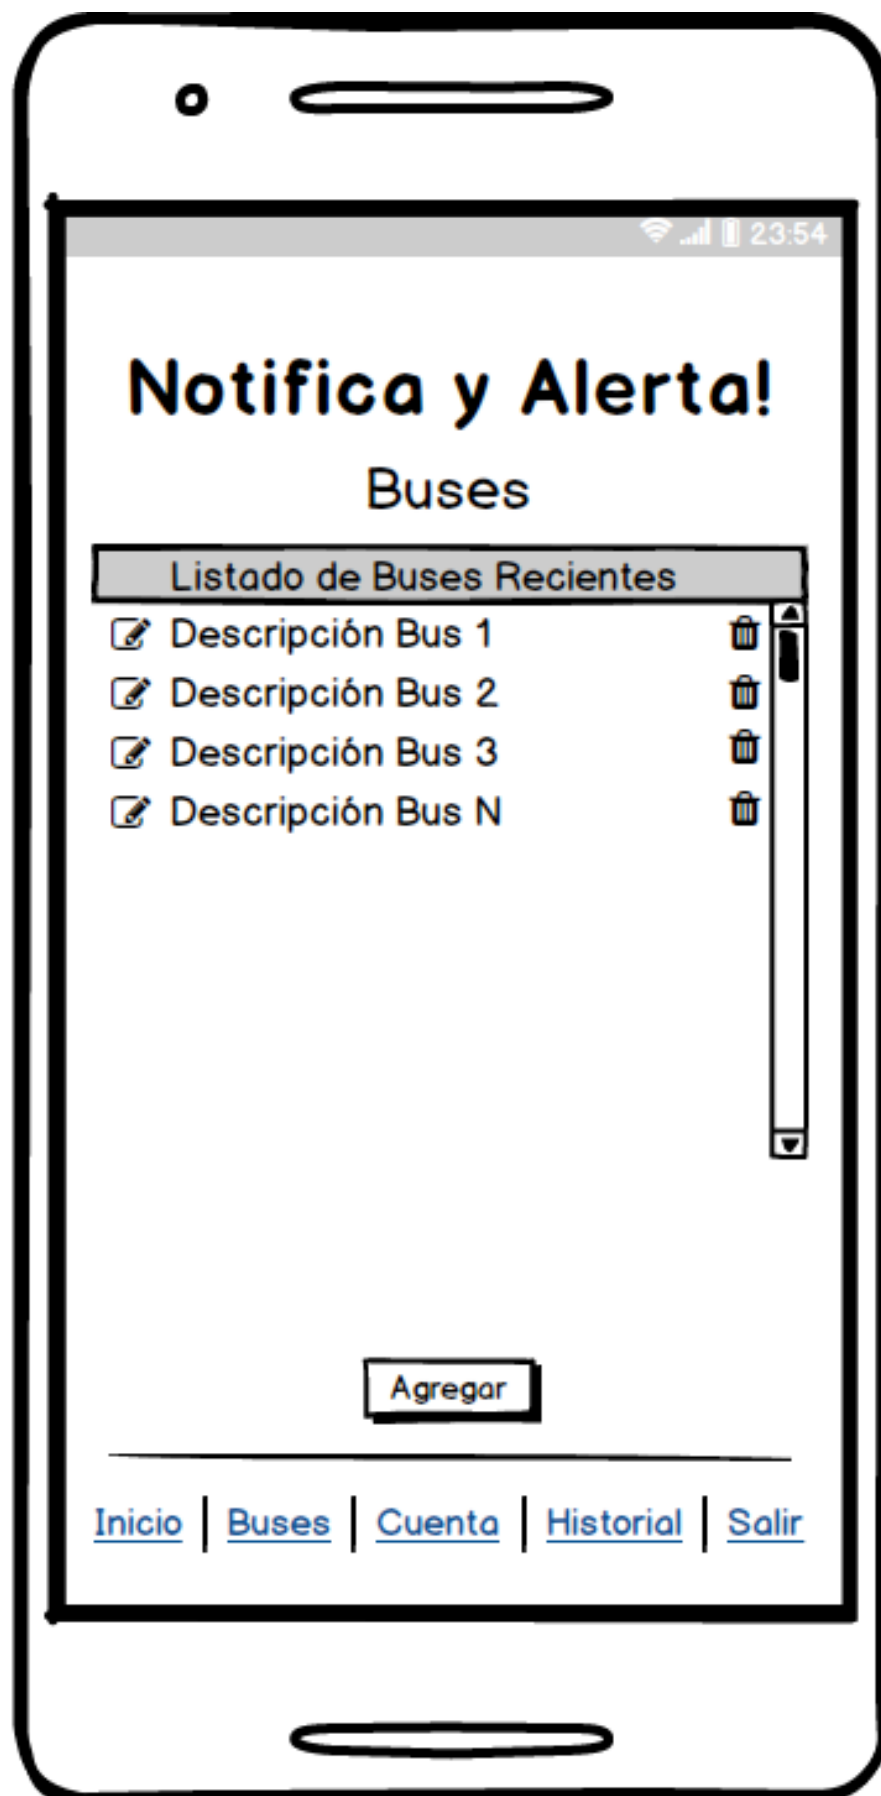 23:54
Notifica y Alerta!
Buses
Listado de Buses Recientes
Descripción Bus 1
Descripción Bus 2
Descripción Bus 3
Descripción Bus N
Agregar
Inicio | Buses | Cuenta | Historial | Salir